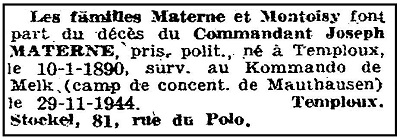 Les familles Materne et Montoisy font
part du décès du Commandant Joseph
MATERNE, pris. polit., né à Temploux,
le 10-1-1890, surv. au Kommando de
Melk (camp de concent. de Mauthausen)
le 29-11-1944. Temploux.
Stockel, 81, rue du Polo.